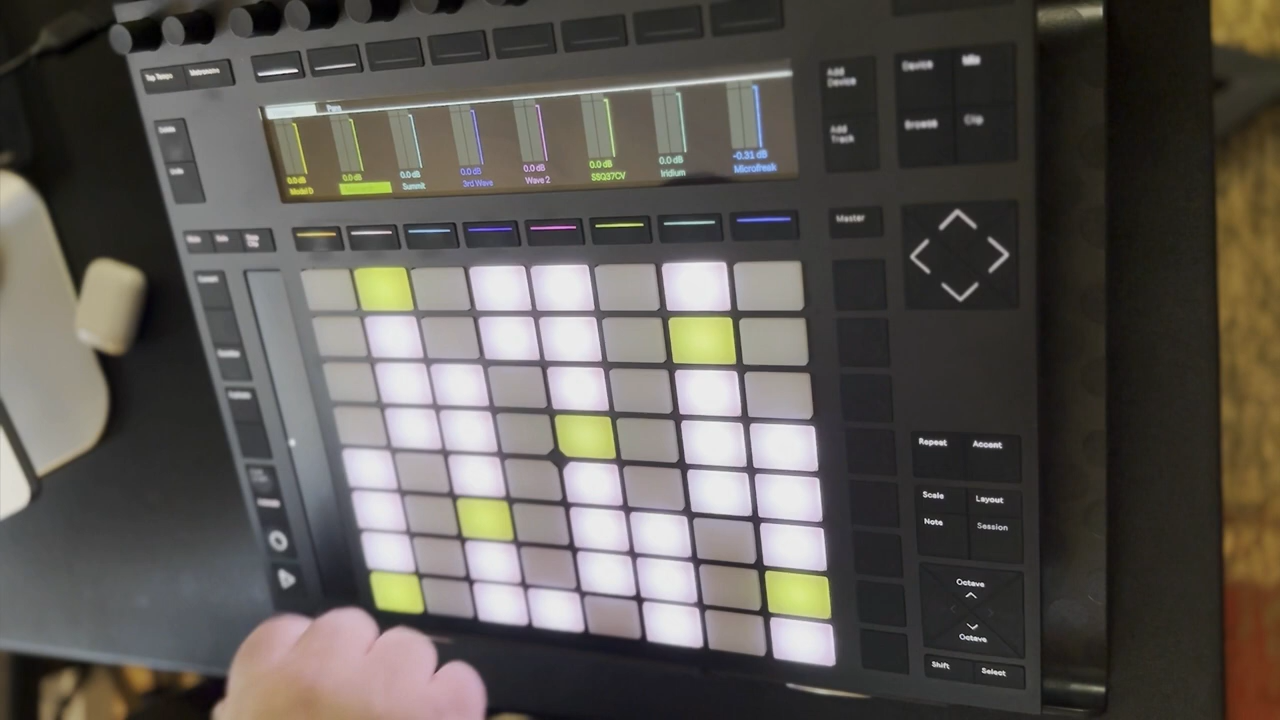 Tap Tempo Metronome
Add Device
Add Track
Device Mix
Browse Clip
Pans
0.0 dB 0.0 dB 0.0 dB 0.0 dB 0.0 dB 0.0 dB 0.0 dB -0.31 dB
Model D Summit 3rd Wave Wave 2 SSQ37CV Iridium Microfreak
Master
Repeat Accent
Scale Layout
Note Session
Octave
Octave
Shift Select